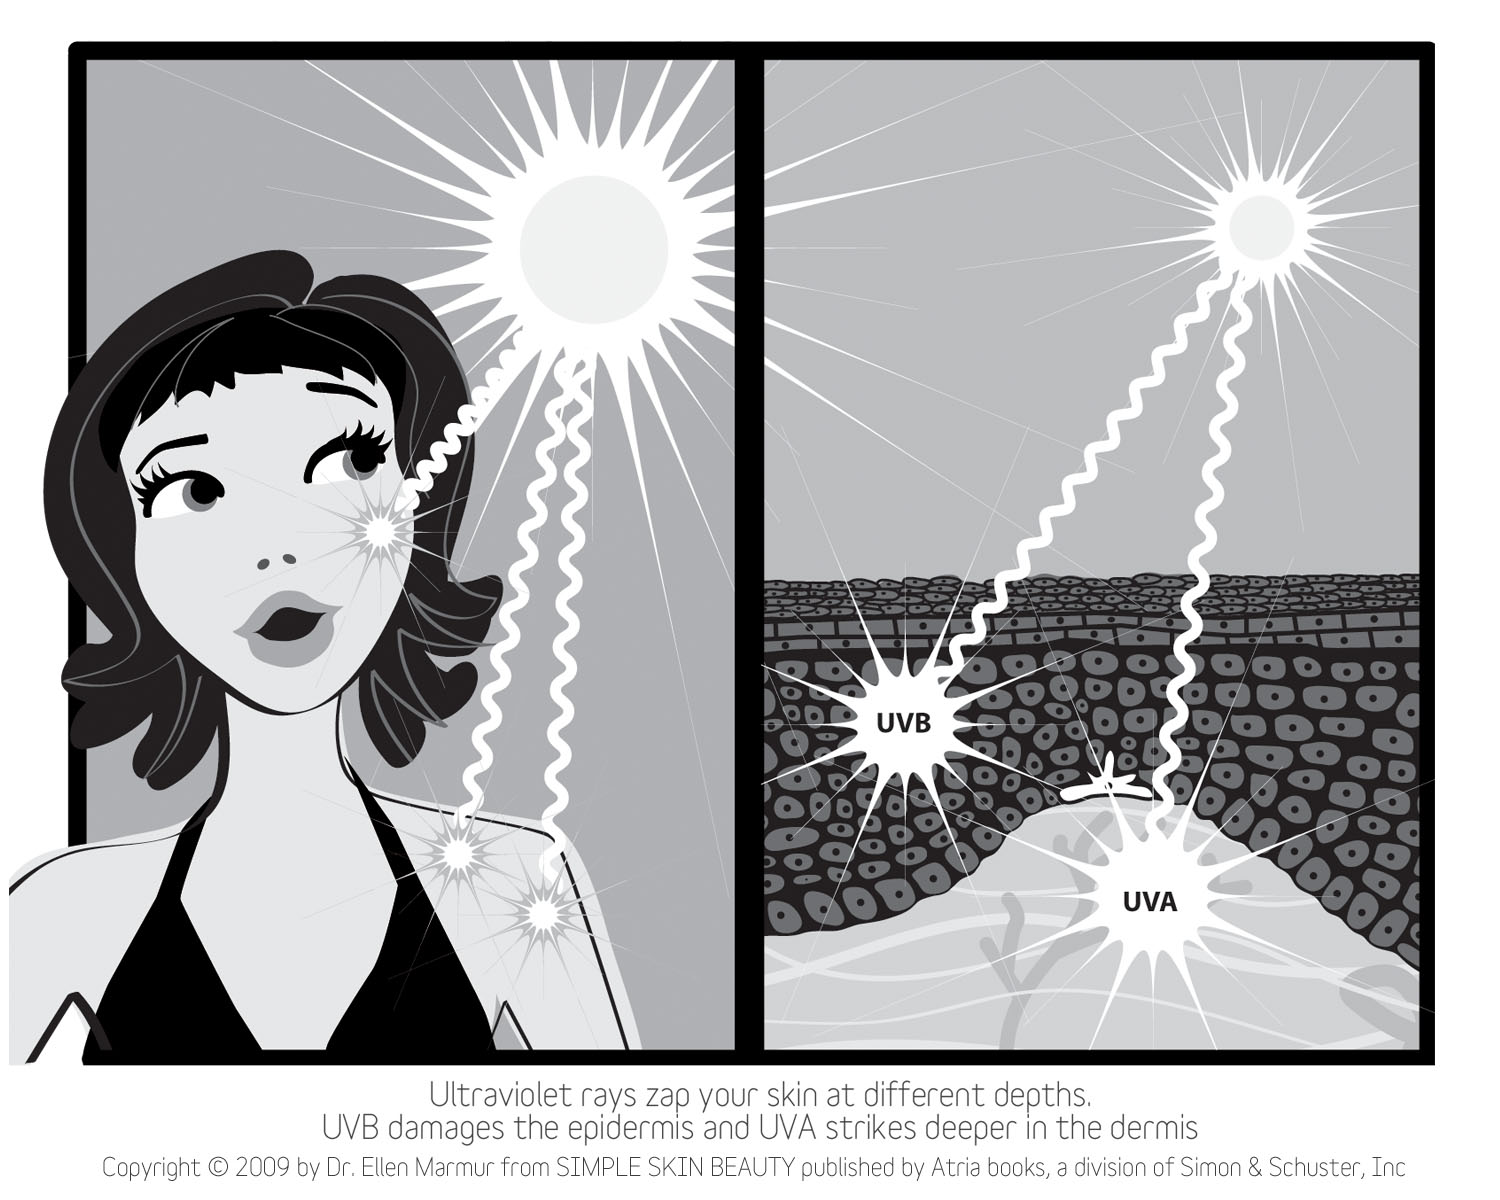 UVB
UVA
Ultraviolet rays zap your skin at different depths.
UVB damages the epidermis and UVA strikes deeper in the dermis
Copyright © 2009 by Dr. Ellen Marmur from SIMPLE SKIN BEAUTY published by Atria books, a division of Simon & Schuster, Inc